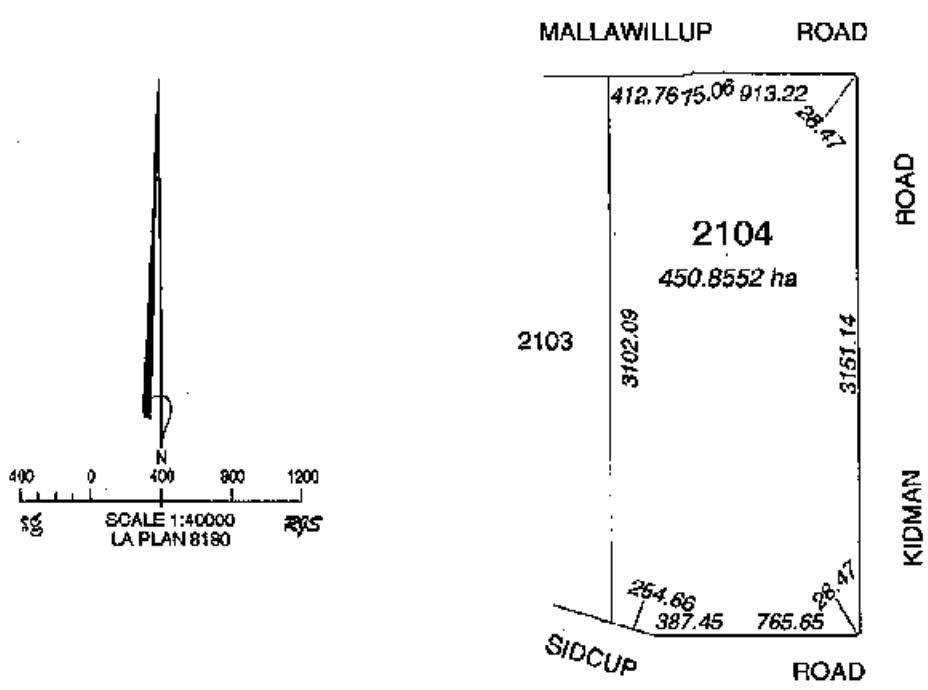 MALLAWILLUP ROAD
412.76 75.06 913.22
28.47
ROAD
2104
450.8552 ha
2103
3102.09
3151.14
KIDMAN
N
400 0 400 800 1200
SCALE 1:40000
LA PLAN 8180
28.47
254.66
387.45 765.65
SIDCUP ROAD